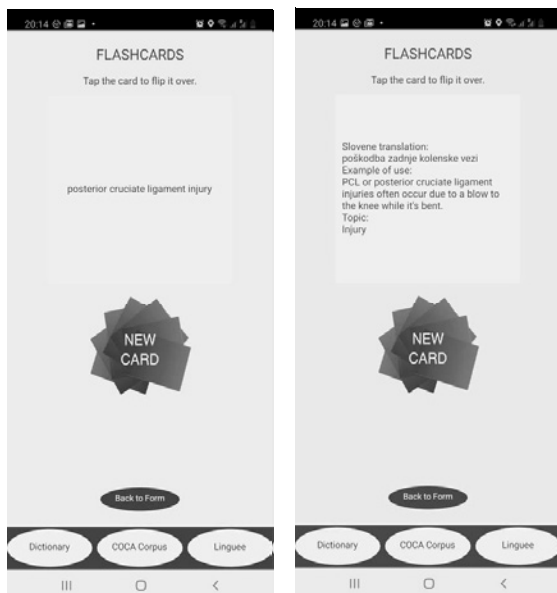 20:14
FLASHCARDS
Tap the card to flip it over.
posterior cruciate ligament injury
NEW
CARD
Back to Form
Dictionary
COCA Corpus
Linguee
20:14
FLASHCARDS
Tap the card to flip it over.
Slovene translation:
poškodba zadnje kolenske vezi
Example of use:
PCL or posterior cruciate ligament
injuries often occur due to a blow to
the knee while it's bent.
Topic:
Injury
NEW
CARD
Back to Form
Dictionary
COCA Corpus
Linguee